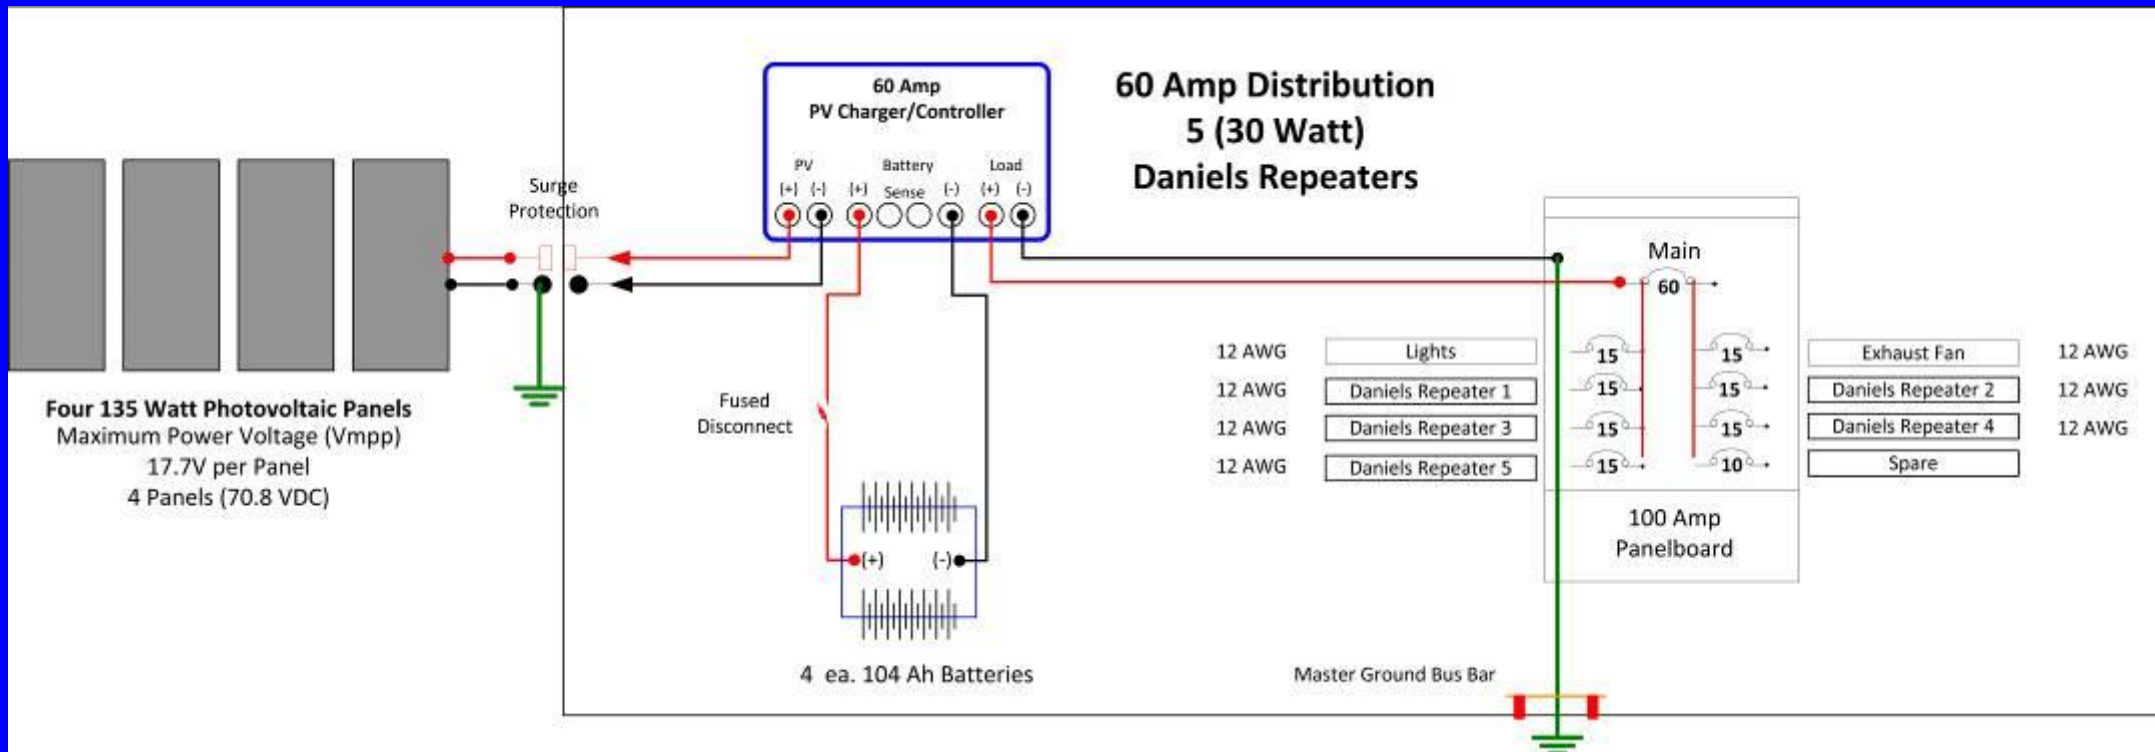 60 Amp
PV Charger/Controller
PV Battery Load
(+) (-) (+) Sense (-) (+) (-)
60 Amp Distribution
5 (30 Watt)
Daniels Repeaters
Surge
Protection
Four 135 Watt Photovoltaic Panels
Maximum Power Voltage (Vmpp)
17.7V per Panel
4 Panels (70.8 VDC)
Fused
Disconnect
(+) (-)
4 ea. 104 Ah Batteries
Main
60
12 AWG Lights 15 15 Exhaust Fan 12 AWG
12 AWG Daniels Repeater 1 15 15 Daniels Repeater 2 12 AWG
12 AWG Daniels Repeater 3 15 15 Daniels Repeater 4 12 AWG
12 AWG Daniels Repeater 5 15 10 Spare
100 Amp
Panelboard
Master Ground Bus Bar